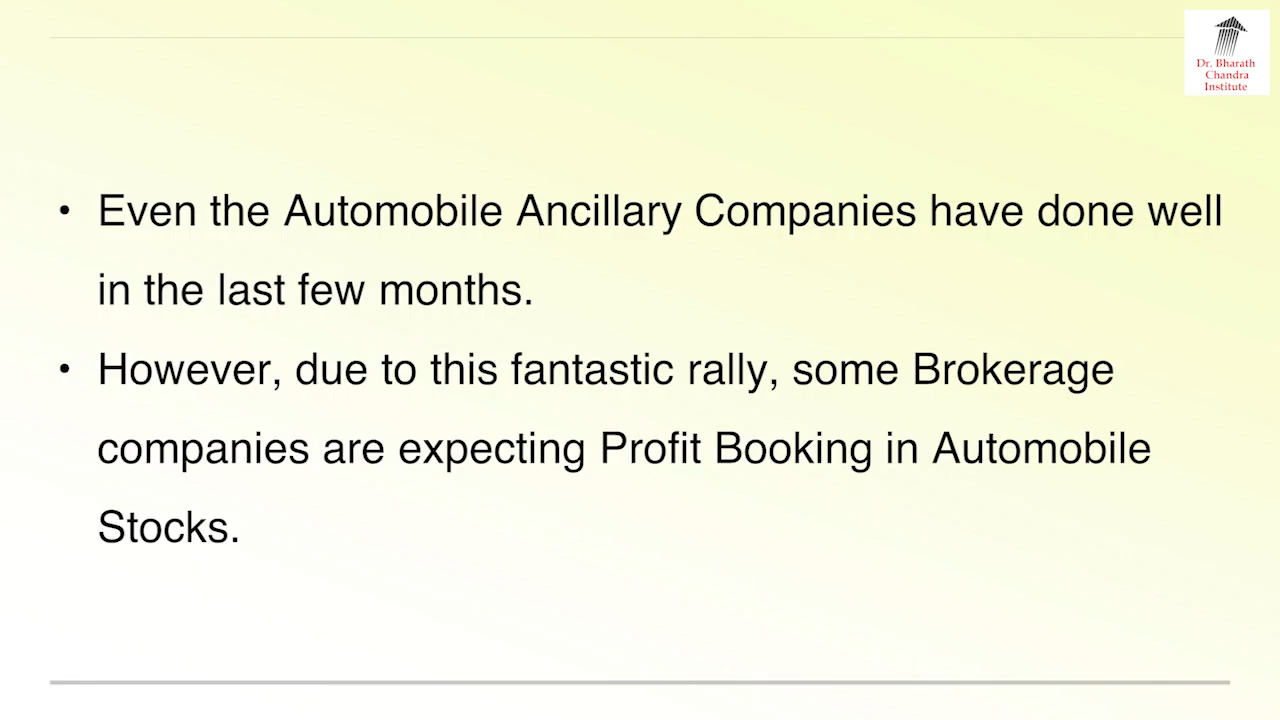 Dr. Bharath
Chandra
Institute
• Even the Automobile Ancillary Companies have done well
in the last few months.
• However, due to this fantastic rally, some Brokerage
companies are expecting Profit Booking in Automobile
Stocks.